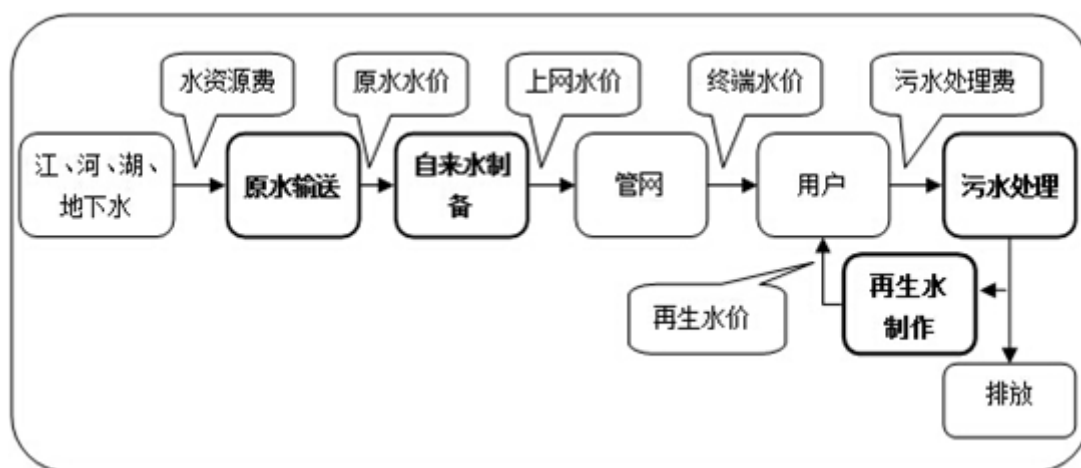 水资源费
原水水价
上网水价
终端水价
污水处理费
江、河、湖、
地下水
原水输送
自来水制
备
管网
用户
污水处理
再生水价
再生水
制作
排放